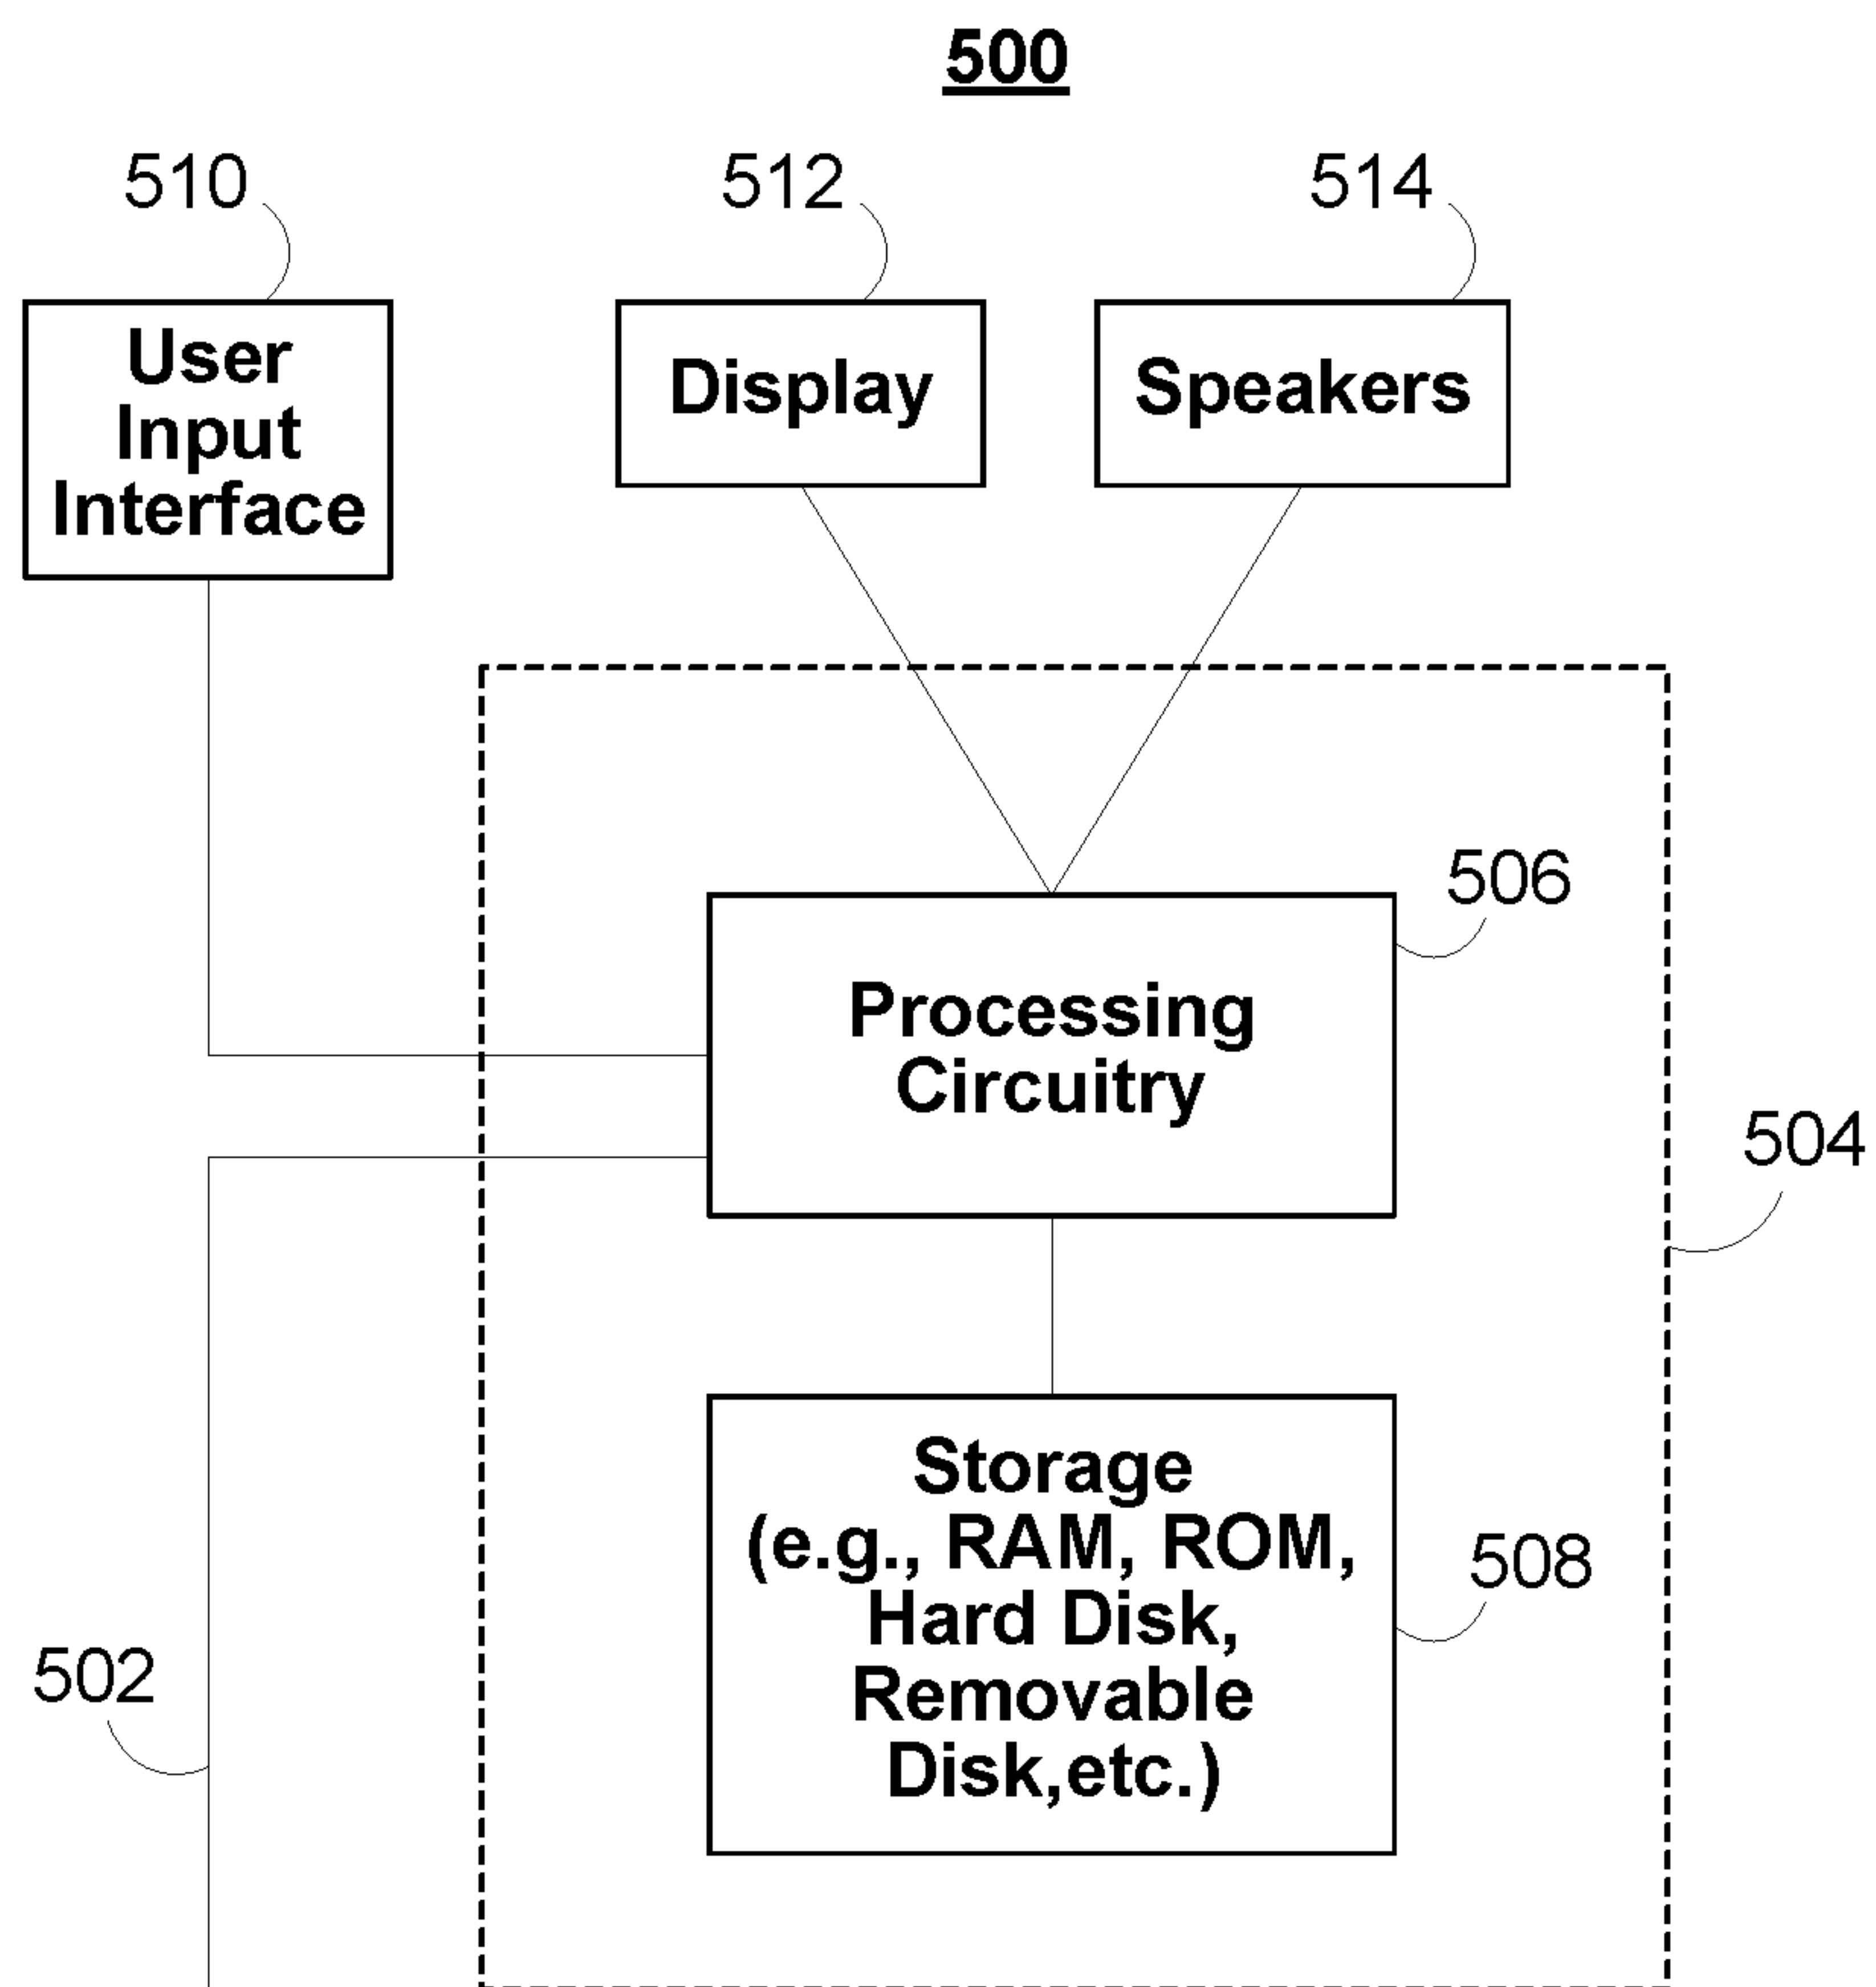 500
510
512
514
User
Input
Interface
Display
Speakers
506
Processing
Circuitry
504
Storage
(e.g., RAM, ROM,
Hard Disk,
Removable
Disk,etc.)
508
502